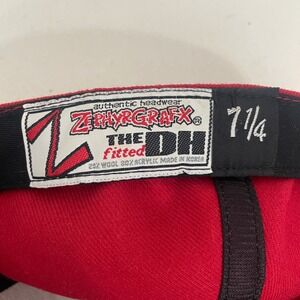 authentic headwear
ZEPHYRGRAFX®
THE DH
fitted
20% WOOL 80% ACRYLIC MADE IN KOREA
7 1/4